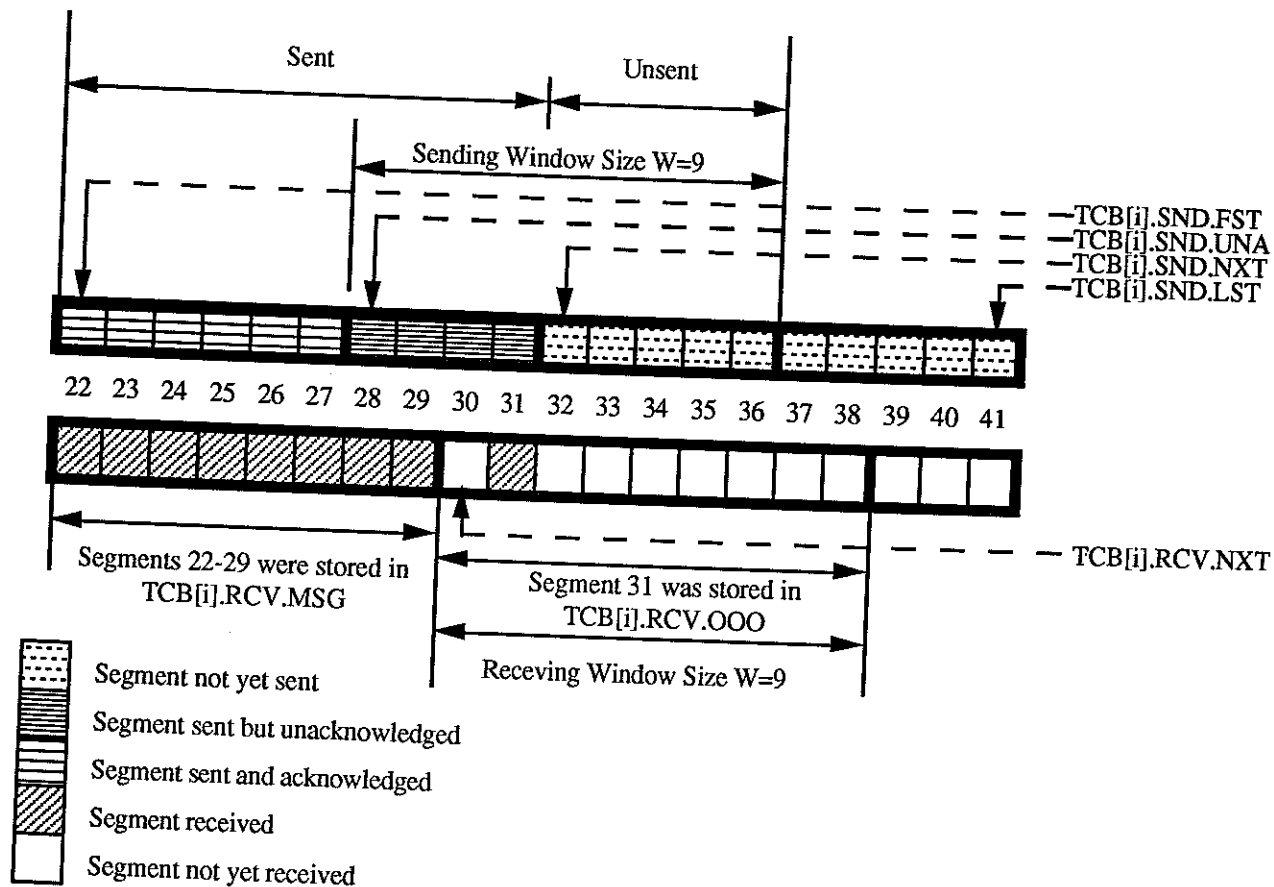 Sent
Unsent
Sending Window Size W=9
TCB[i].SND.FST
TCB[i].SND.UNA
TCB[i].SND.NXT
TCB[i].SND.LST
22 23 24 25 26 27 28 29 30 31 32 33 34 35 36 37 38 39 40 41
TCB[i].RCV.NXT
Segments 22-29 were stored in
TCB[i].RCV.MSG
Segment 31 was stored in
TCB[i].RCV.OOO
Receving Window Size W=9
Segment not yet sent
Segment sent but unacknowledged
Segment sent and acknowledged
Segment received
Segment not yet received